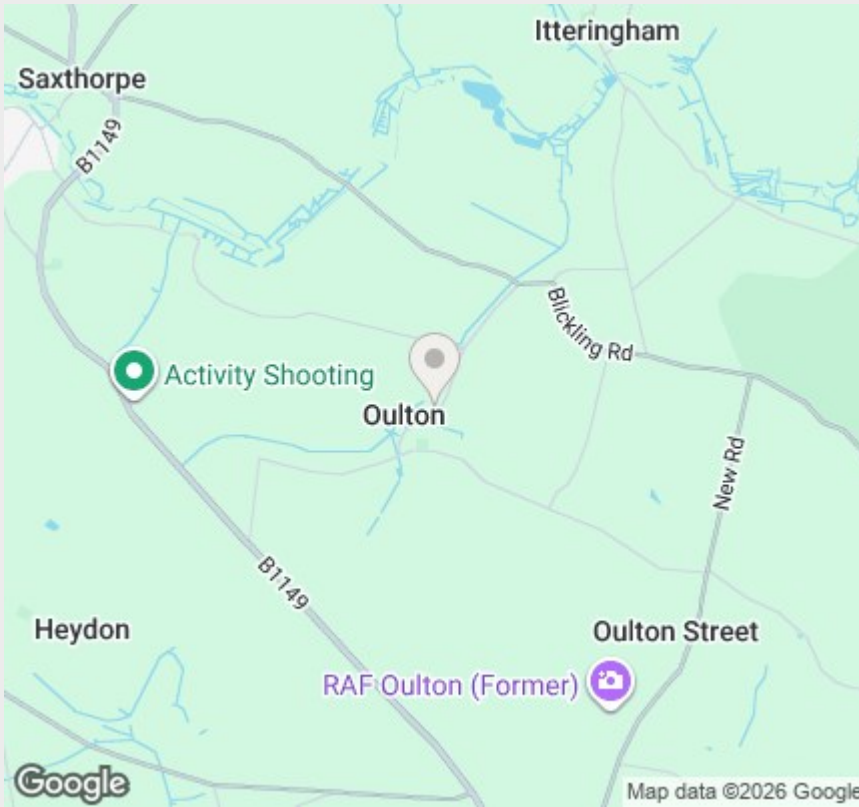 Itteringham
Saxthorpe
B1149
Blickling Rd
Activity Shooting
Oulton
New Rd
B1149
Heydon
Oulton Street
RAF Oulton (Former)
Google
Map data ©2026 Google